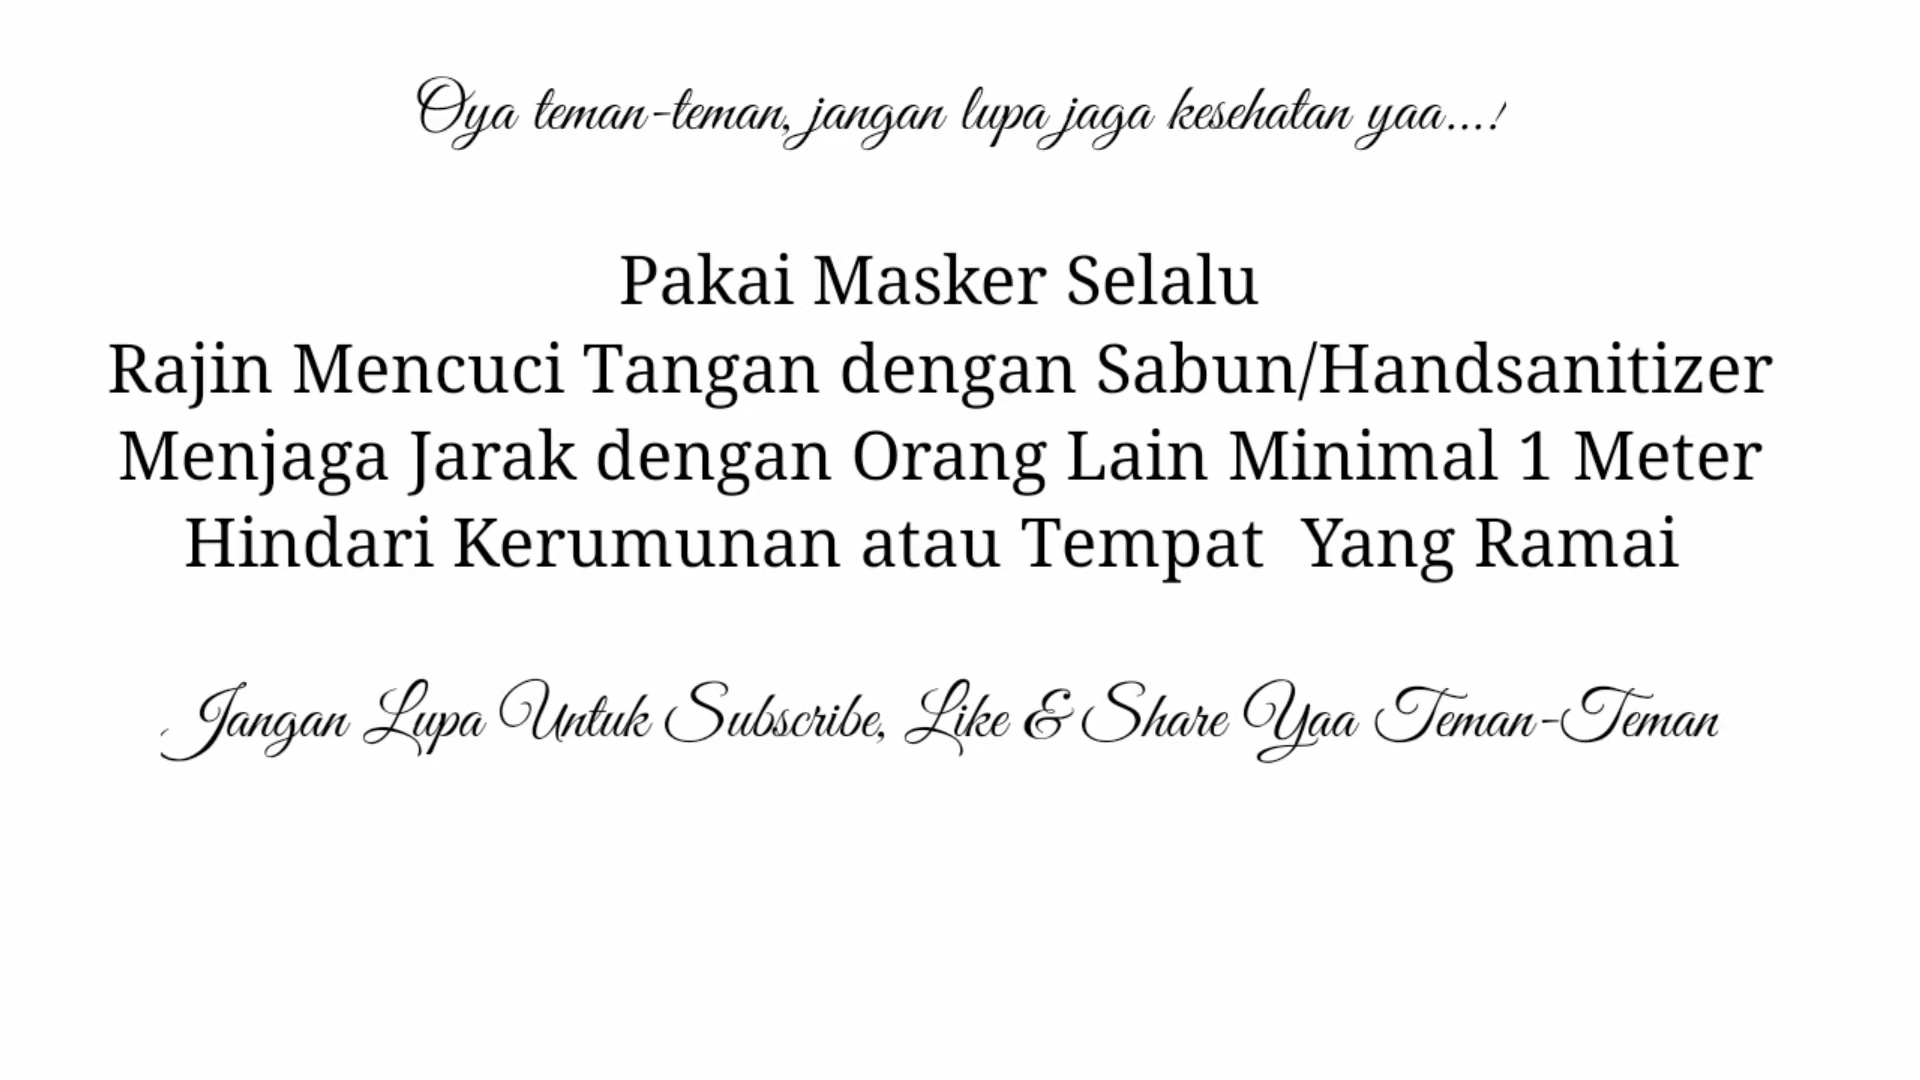 Oya teman-teman, jangan lupa jaga kesehatan yaa...!
Pakai Masker Selalu
Rajin Mencuci Tangan dengan Sabun/Handsanitizer
Menjaga Jarak dengan Orang Lain Minimal 1 Meter
Hindari Kerumunan atau Tempat  Yang Ramai
Jangan Lupa Untuk Subscribe, Like & Share Yaa Teman-Teman